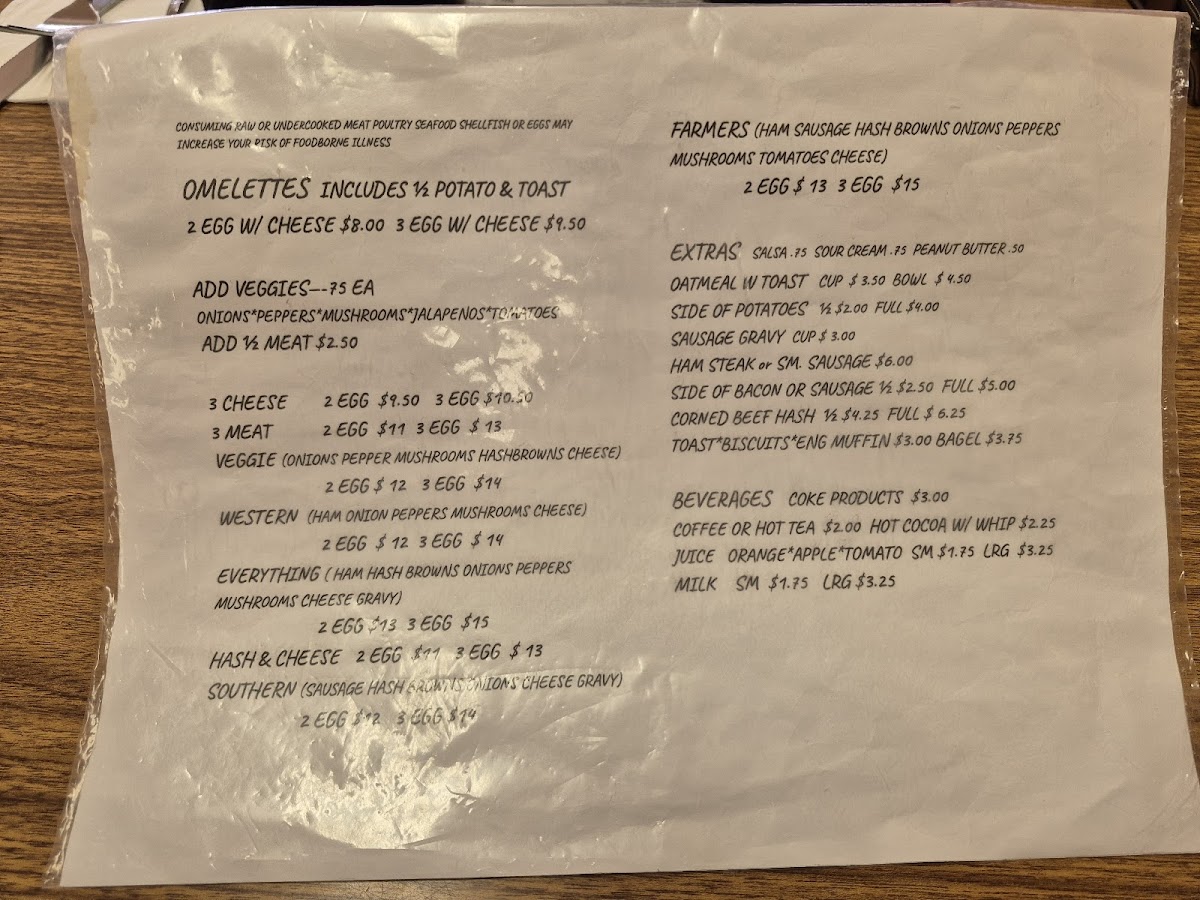 CONSUMING RAW OR UNDERCOOKED MEAT POULTRY SEAFOOD SHELLFISH OR EGGS MAY
INCREASE YOUR RISK OF FOODBORNE ILLNESS
OMELETTES INCLUDES ½ POTATO & TOAST
2 EGG W/ CHEESE $8.00 3 EGG W/ CHEESE $9.50
ADD VEGGIES--.75 EA
ONIONS*PEPPERS*MUSHROOMS*JALAPENOS*TOMATOES
ADD ½ MEAT $2.50
3 CHEESE 2 EGG $9.50 3 EGG $10.50
3 MEAT 2 EGG $11 3 EGG $ 13
VEGGIE (ONIONS PEPPER MUSHROOMS HASHBROWNS CHEESE)
2 EGG $ 12 3 EGG $14
WESTERN (HAM ONION PEPPERS MUSHROOMS CHEESE)
2 EGG $ 12 3 EGG $ 14
EVERYTHING ( HAM HASH BROWNS ONIONS PEPPERS
MUSHROOMS CHEESE GRAVY)
2 EGG $13 3 EGG $15
HASH & CHEESE 2 EGG $11 3 EGG $ 13
SOUTHERN (SAUSAGE HASH BROWNS ONIONS CHEESE GRAVY)
2 EGG $12 3 EGG $14
FARMERS (HAM SAUSAGE HASH BROWNS ONIONS PEPPERS
MUSHROOMS TOMATOES CHEESE)
2 EGG $ 13 3 EGG $15
EXTRAS SALSA .75 SOUR CREAM .75 PEANUT BUTTER .50
OATMEAL W TOAST CUP $ 3.50 BOWL $ 4.50
SIDE OF POTATOES ½ $2.00 FULL $4.00
SAUSAGE GRAVY CUP $ 3.00
HAM STEAK or SM. SAUSAGE $6.00
SIDE OF BACON OR SAUSAGE ½ $2.50 FULL $5.00
CORNED BEEF HASH ½ $4.25 FULL $ 6.25
TOAST*BISCUITS*ENG MUFFIN $3.00 BAGEL $3.75
BEVERAGES COKE PRODUCTS $3.00
COFFEE OR HOT TEA $2.00 HOT COCOA W/ WHIP $2.25
JUICE ORANGE*APPLE*TOMATO SM $1.75 LRG $3.25
MILK SM $1.75 LRG $3.25